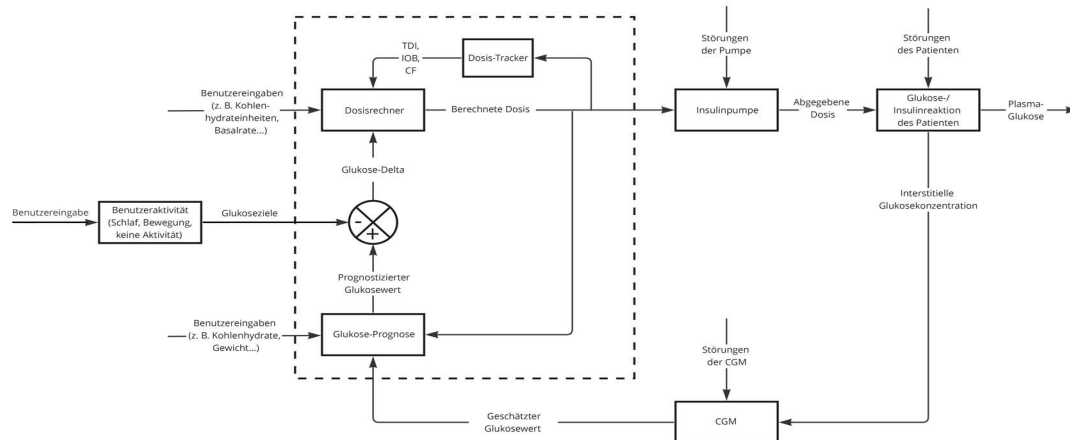 TDI,
IOB,
CF
Dosis-Tracker
Störungen
der Pumpe
Störungen
des Patienten
Benutzereingaben
(z. B. Kohlen-
hydrateinheiten,
Basalrate...)
Dosisrechner
Berechnete Dosis
Insulinpumpe
Abgegebene
Dosis
Glukose-/
Insulinreaktion
des Patienten
Plasma-
Glukose
Glukose-Delta
Interstitielle
Glukosekonzentration
Benutzereingabe
Benutzeraktivität
(Schlaf, Bewegung,
keine Aktivität)
Glukoseziele
-
+
Prognostizierter
Glukosewert
Benutzereingaben
(z. B. Kohlenhydrate,
Gewicht...)
Glukose-Prognose
Störungen
der CGM
Geschätzter
Glukosewert
CGM